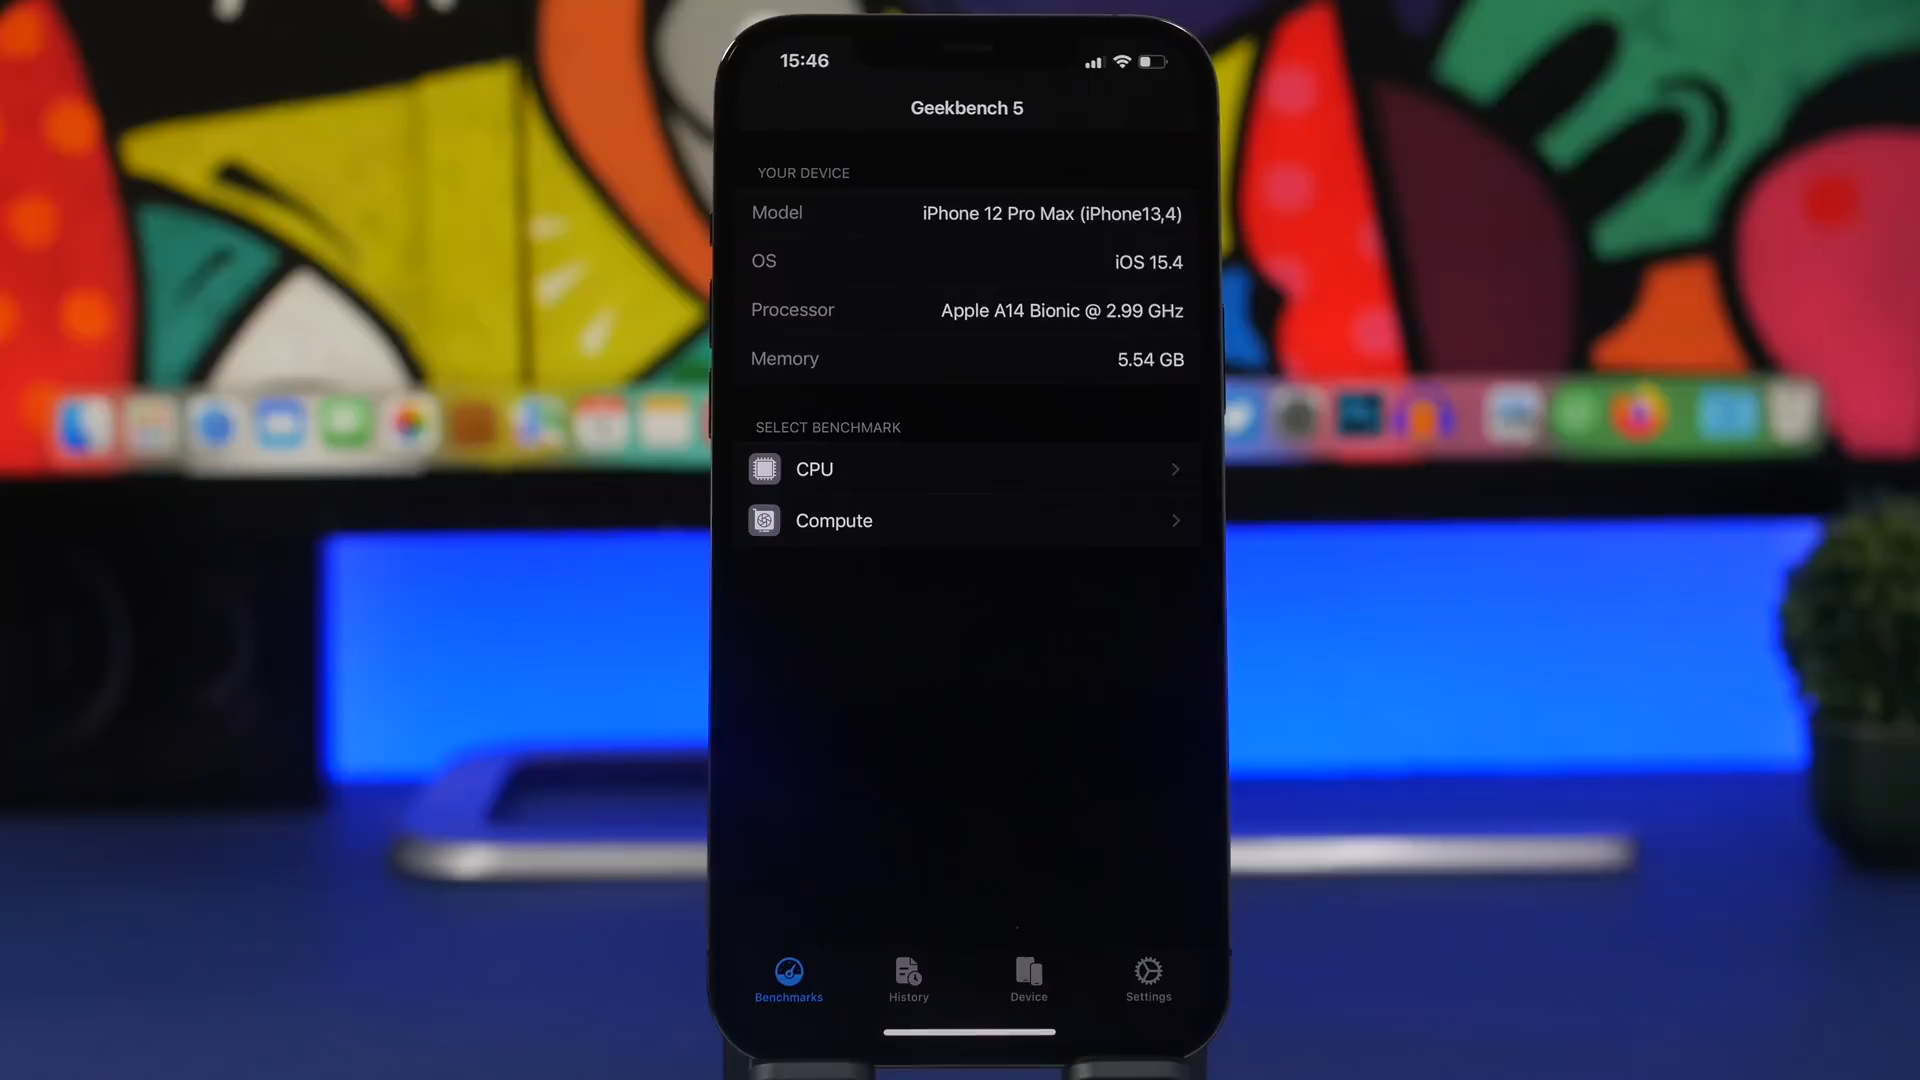 15:46
Geekbench 5
YOUR DEVICE
Model iPhone 12 Pro Max (iPhone13,4)
OS iOS 15.4
Processor Apple A14 Bionic @ 2.99 GHz
Memory 5.54 GB
SELECT BENCHMARK
CPU
Compute
Benchmarks History Device Settings